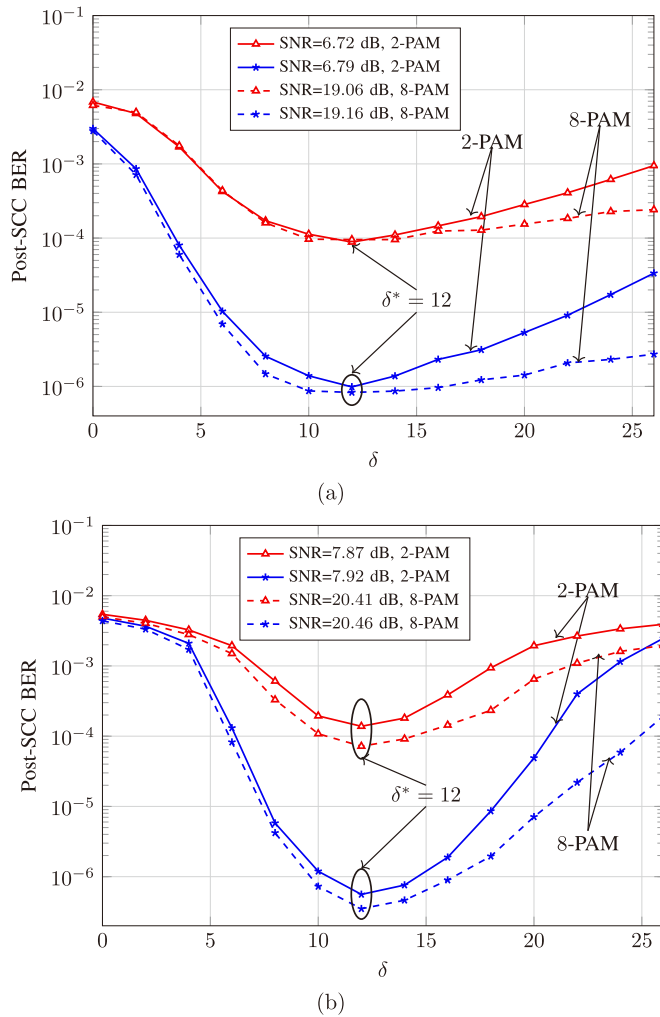 10^{-1}
SNR=6.72 dB, 2-PAM
SNR=6.79 dB, 2-PAM
SNR=19.06 dB, 8-PAM
SNR=19.16 dB, 8-PAM
10^{-2}
8-PAM
2-PAM
10^{-3}
Post-SCC BER
10^{-4}
δ* = 12
10^{-5}
10^{-6}
0 5 10 15 20 25
δ
(a)
10^{-1}
SNR=7.87 dB, 2-PAM
SNR=7.92 dB, 2-PAM
SNR=20.41 dB, 8-PAM
SNR=20.46 dB, 8-PAM
10^{-2}
2-PAM
10^{-3}
Post-SCC BER
10^{-4}
δ* = 12
10^{-5}
8-PAM
10^{-6}
0 5 10 15 20 25
δ
(b)